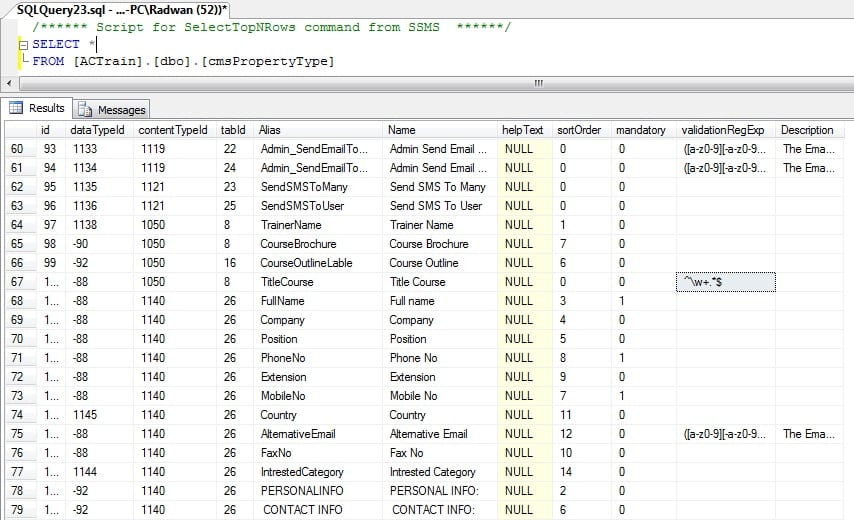 SQLQuery23.sql - ...-PC\Radwan (52))*
/****** Script for SelectTopNRows command from SSMS ******/
SELECT *
FROM [ACTrain].[dbo].[cmsPropertyType]
Results Messages
id dataTypeId contentTypeId tabId Alias Name helpText sortOrder mandatory validationRegExp Description
60 93 1133 1119 22 Admin_SendEmailTo... Admin Send Email ... NULL 0 0 ([a-z0-9][-a-z0-9... The Ema...
61 94 1134 1119 24 Admin_SendEmailTo... Admin Send Email ... NULL 0 0 ([a-z0-9][-a-z0-9... The Ema...
62 95 1135 1121 23 SendSMSToMany Send SMS To Many NULL 0 0
63 96 1136 1121 25 SendSMSToUser Send SMS To User NULL 0 0
64 97 1138 1050 8 TrainerName Trainer Name NULL 1 0
65 98 -90 1050 8 CourseBrochure Course Brochure NULL 7 0
66 99 -92 1050 16 CourseOutlineLable Course Outline NULL 6 0
67 1... -88 1050 8 TitleCourse Title Course NULL 0 0 ^\w+.*$
68 1... -88 1140 26 FullName Full name NULL 3 1
69 1... -88 1140 26 Company Company NULL 4 0
70 1... -88 1140 26 Position Position NULL 5 0
71 1... -88 1140 26 PhoneNo Phone No NULL 8 1
72 1... -88 1140 26 Extension Extension NULL 9 0
73 1... -88 1140 26 MobileNo Mobile No NULL 7 1
74 1... 1145 1140 26 Country Country NULL 11 0
75 1... -88 1140 26 AlternativeEmail Alternative Email NULL 12 0 ([a-z0-9][-a-z0-9... The Ema...
76 1... -88 1140 26 FaxNo Fax No NULL 10 0
77 1... 1144 1140 26 IntrestedCategory Intrested Category NULL 14 0
78 1... -92 1140 26 PERSONALINFO PERSONAL INFO: NULL 2 0
79 1... -92 1140 26 CONTACT INFO CONTACT INFO: NULL 6 0